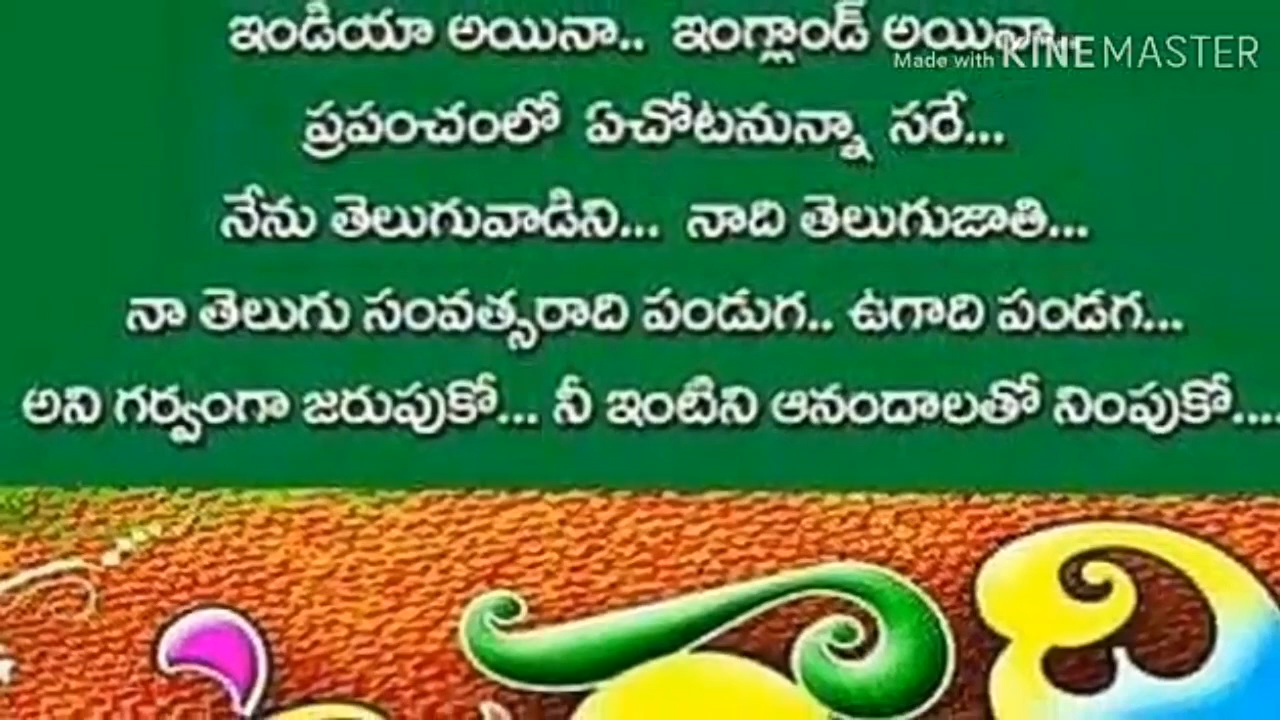 ఇండియా అయినా.. ఇంగ్లాండ్ అయినా..
Made with KINEMASTER
ప్రపంచంలో ఏచోటనున్నా సరే...
నేను తెలుగువాడిని... నాది తెలుగుజాతి...
నా తెలుగు సంవత్సరాది పండుగ.. ఉగాది పండగ...
అని గర్వంగా జరుపుకో... నీ ఇంటిని ఆనందాలతో నింపుకో....